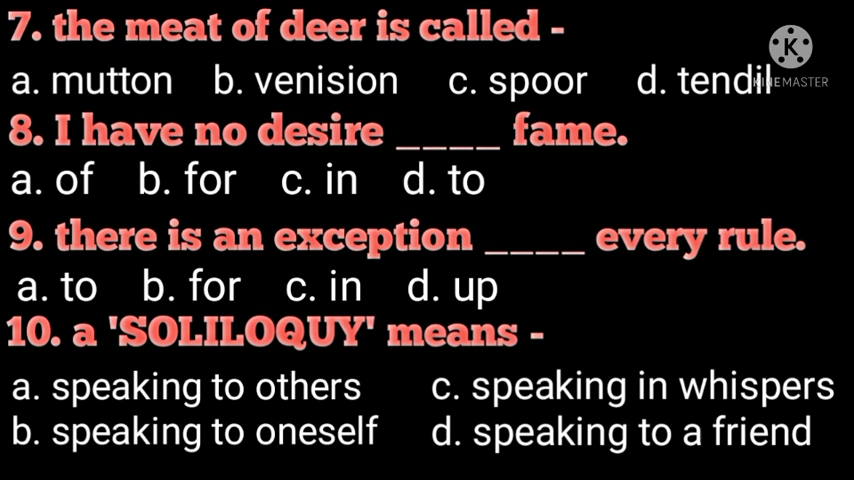 7. the meat of deer is called -
a. mutton b. venision c. spoor d. tendil
K
KINEMASTER
8. I have no desire ____ fame.
a. of b. for c. in d. to
9. there is an exception ____ every rule.
a. to b. for c. in d. up
10. a 'SOLILOQUY' means -
a. speaking to others c. speaking in whispers
b. speaking to oneself d. speaking to a friend